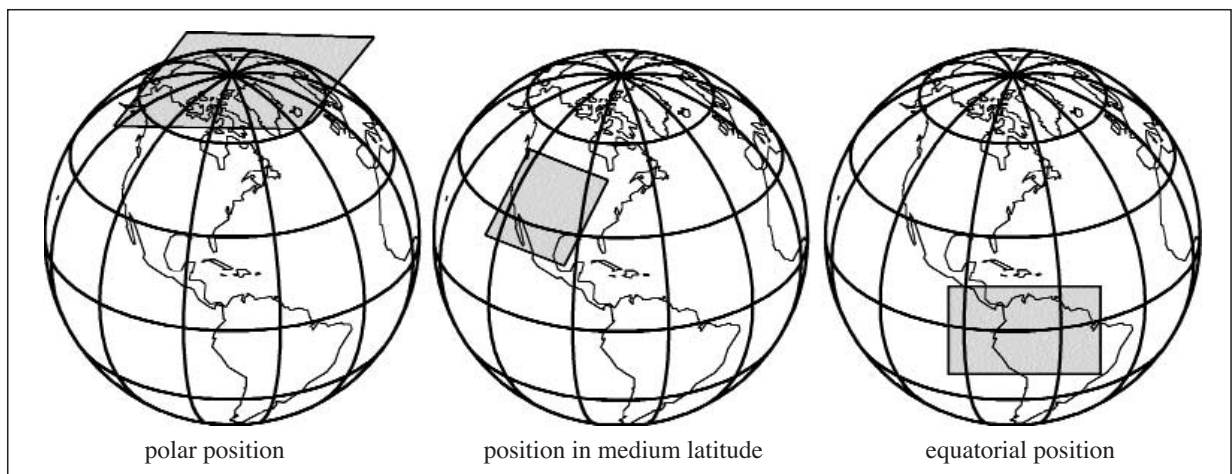 polar position
position in medium latitude
equatorial position